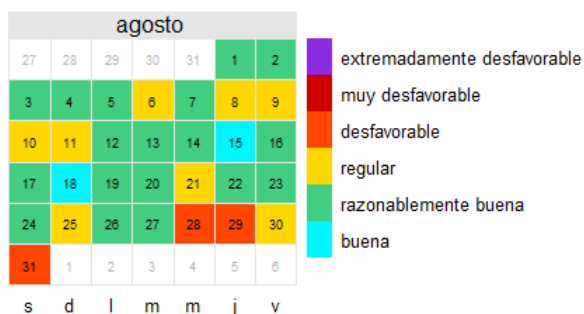 agosto
27 28 29 30 31 1 2
3 4 5 6 7 8 9
10 11 12 13 14 15 16
17 18 19 20 21 22 23
24 25 26 27 28 29 30
31 1 2 3 4 5 6
s d l m m j v
extremadamente desfavorable
muy desfavorable
desfavorable
regular
razonablemente buena
buena